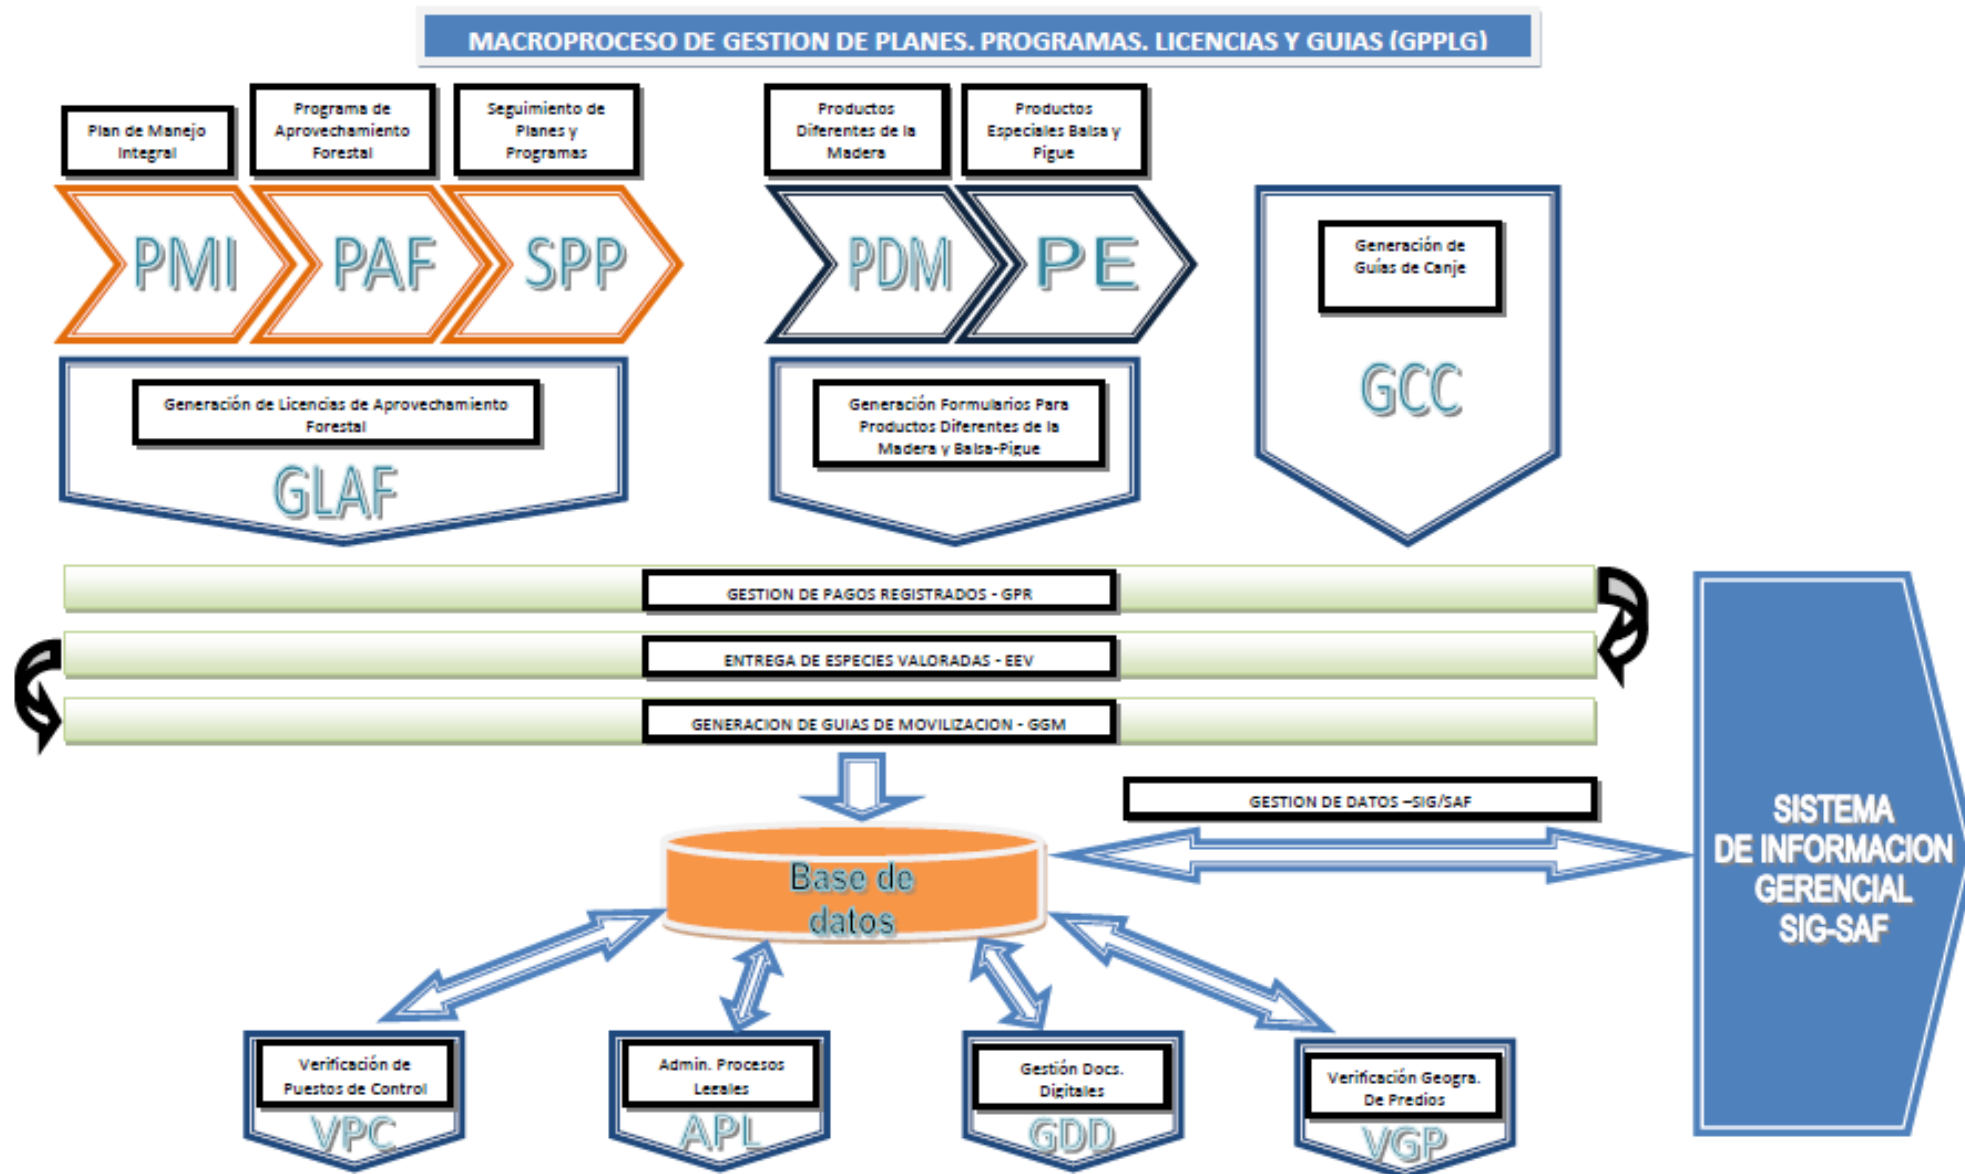 MACROPROCESO DE GESTION DE PLANES. PROGRAMAS. LICENCIAS Y GUIAS (GPPLG)
Plan de Manejo
Integral
Programa de
Aprovechamiento
Forestal
Seguimiento de
Planes y
Programas
Productos
Diferentes de la
Madera
Productos
Especiales Balsa y
Pigue
PMI
PAF
SPP
PDM
PE
Generación de
Guías de Canje
GCC
Generación de Licencias de Aprovechamiento
Forestal
GLAF
Generación Formularios Para
Productos Diferentes de la
Madera y Balsa-Pigue
GESTION DE PAGOS REGISTRADOS - GPR
ENTREGA DE ESPECIES VALORADAS - EEV
GENERACION DE GUIAS DE MOVILIZACION - GGM
GESTION DE DATOS –SIG/SAF
Base de
datos
SISTEMA
DE INFORMACION
GERENCIAL
SIG-SAF
Verificación de
Puestos de Control
VPC
Admin. Procesos
Legales
APL
Gestión Docs.
Digitales
GDD
Verificación Geogra.
De Predios
VGP